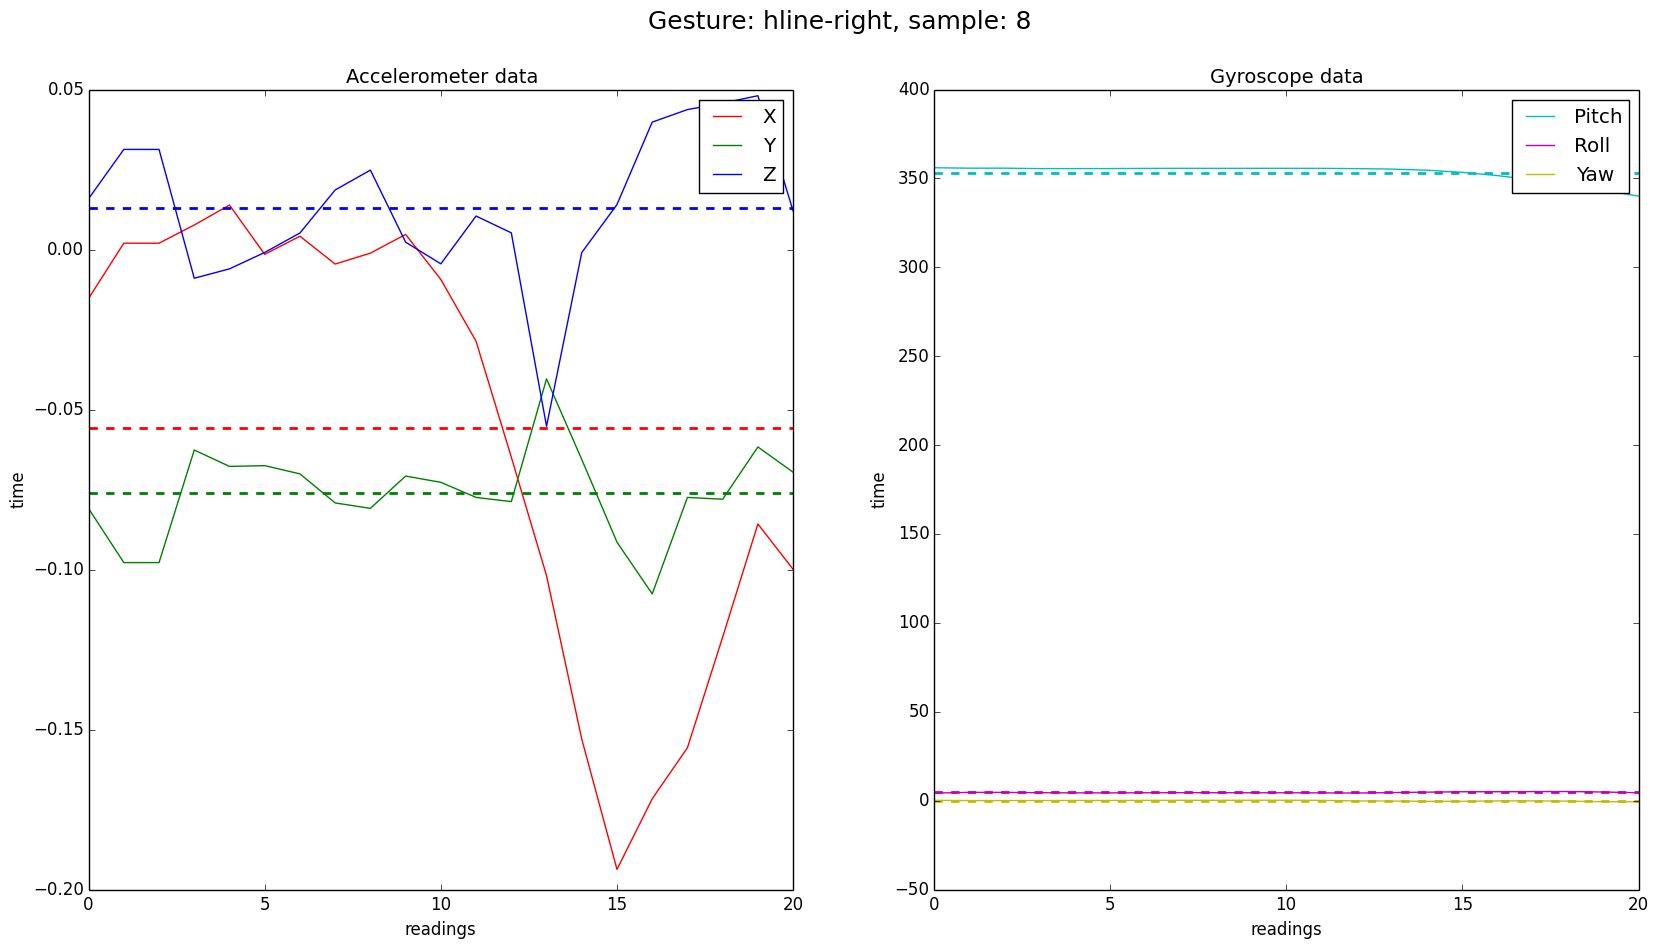 Gesture: hline-right, sample: 8
Accelerometer data
0.05
0.00
−0.05
−0.10
−0.15
−0.20
time
0 5 10 15 20
readings
X
Y
Z
Gyroscope data
400
350
300
250
200
150
100
50
0
−50
time
0 5 10 15 20
readings
Pitch
Roll
Yaw